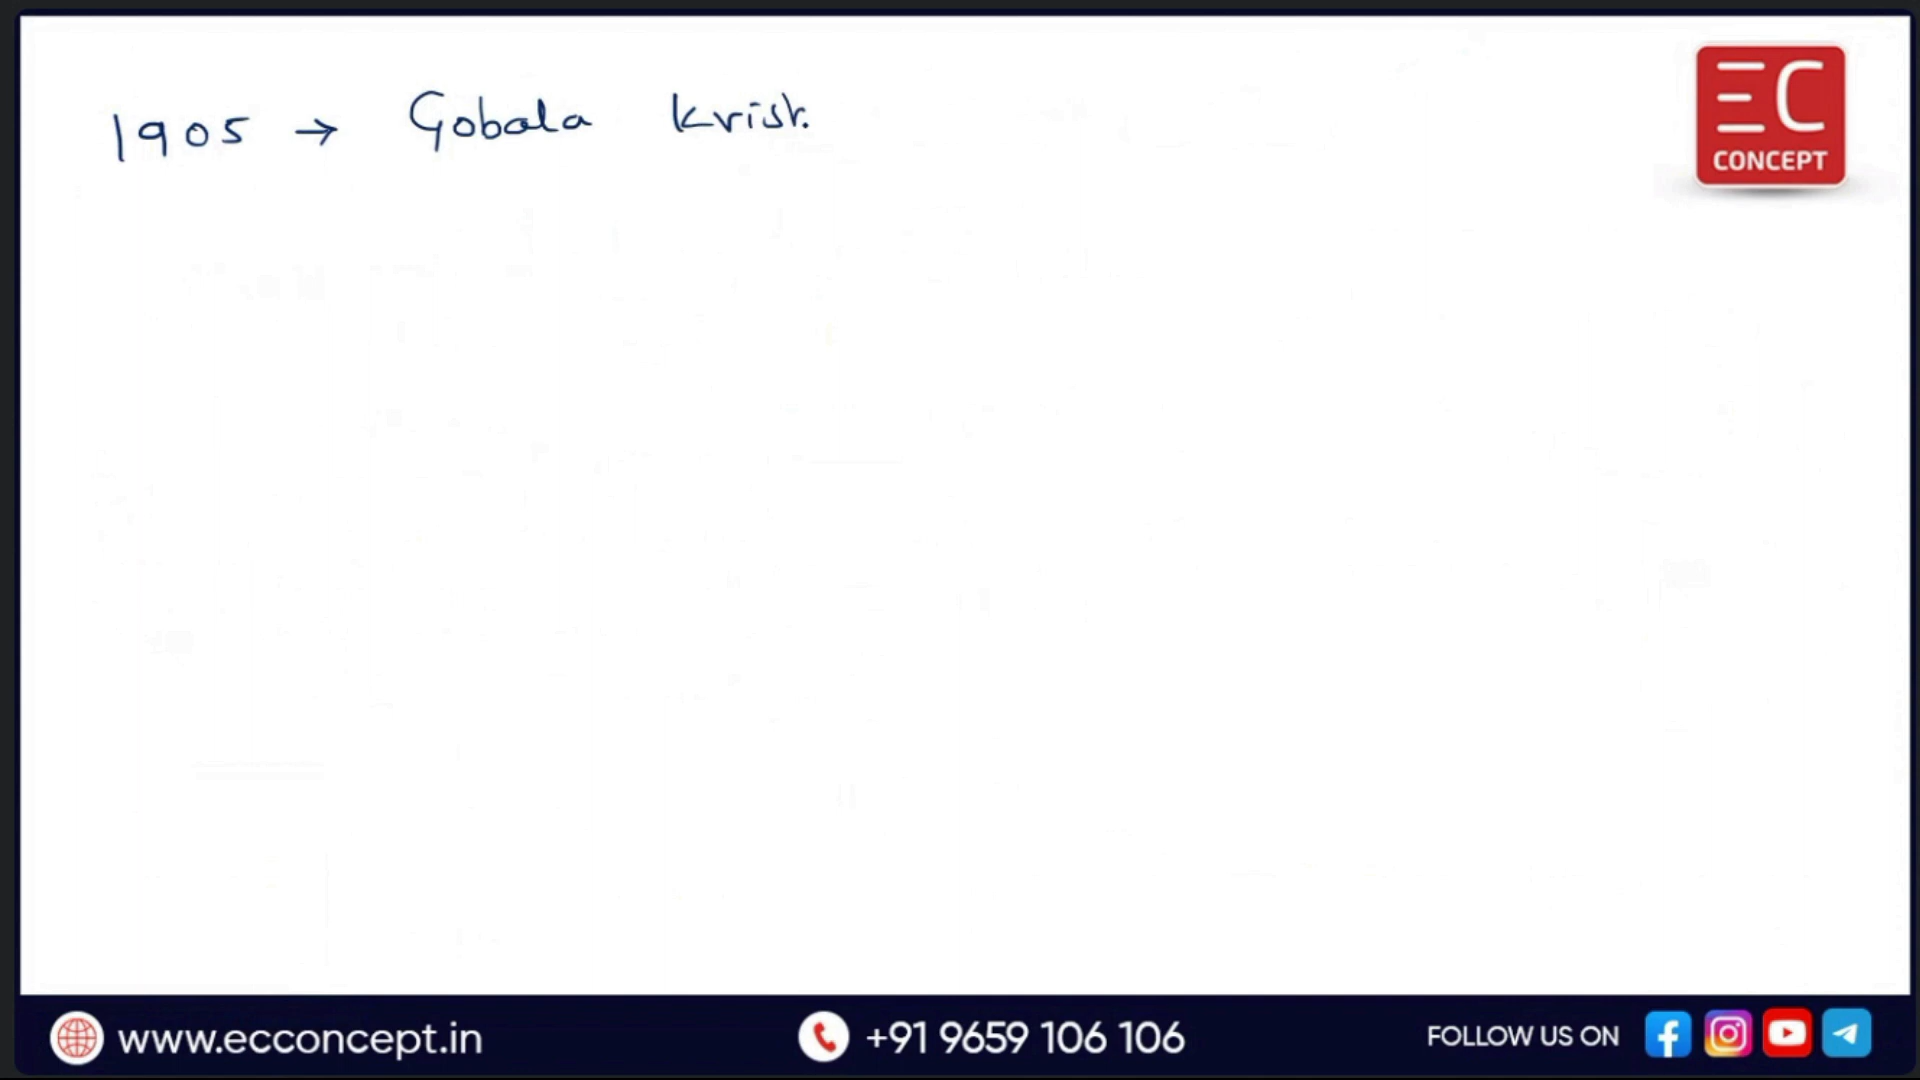 1905 → Gobala Krish
EC
CONCEPT
www.ecconcept.in +91 9659 106 106 FOLLOW US ON